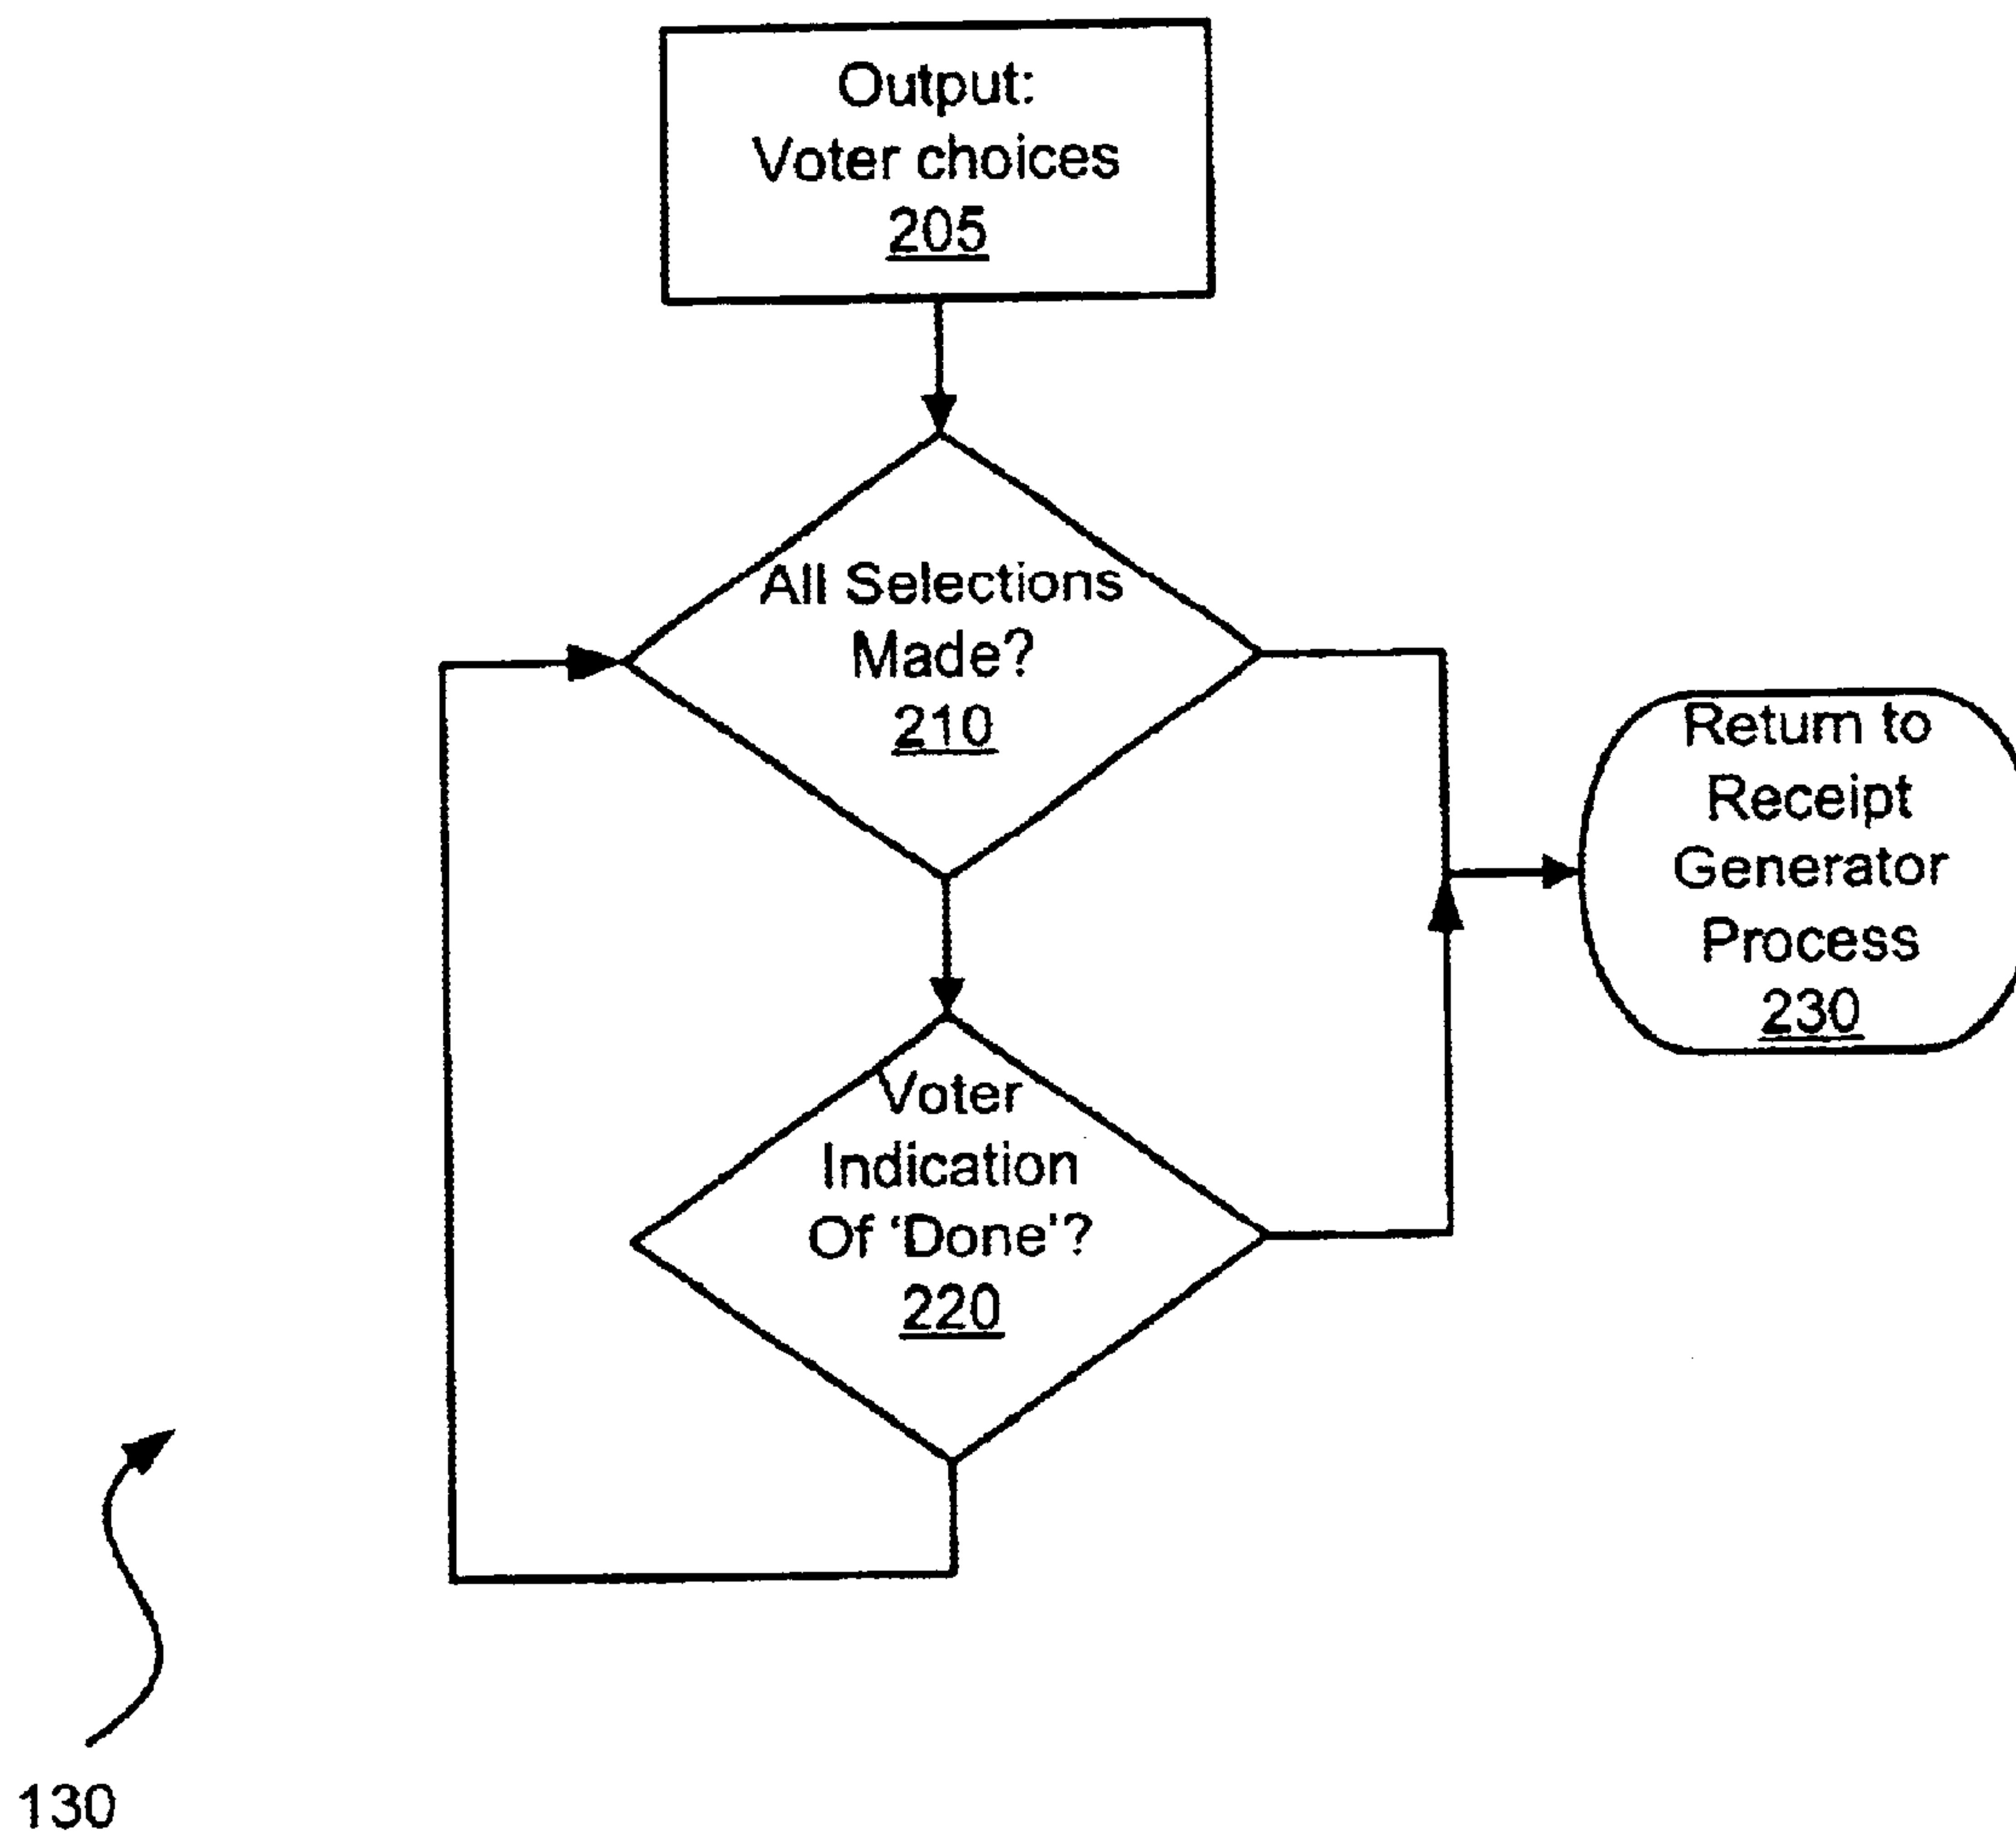 Output:
Voter choices
205
All Selections
Made?
210
Return to
Receipt
Generator
Process
230
Voter
Indication
Of ‘Done’?
220
130